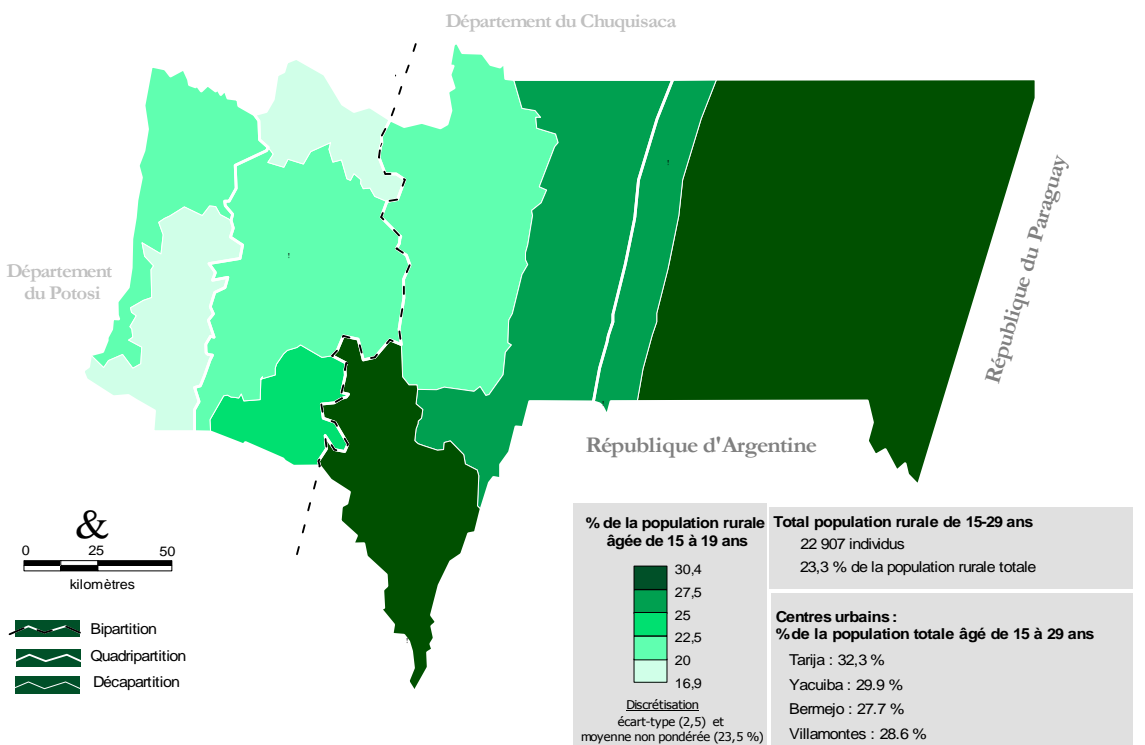 Département du Chuquisaca
Département
du Potosi
République du Paraguay
République d'Argentine
&
0 25 50
kilomètres
Bipartition
Quadripartition
Décapartition
% de la population rurale
âgée de 15 à 19 ans
30,4
27,5
25
22,5
20
16,9
Discrétisation
écart-type (2,5) et
moyenne non pondérée (23,5 %)
Total population rurale de 15-29 ans
22 907 individus
23,3 % de la population rurale totale
Centres urbains :
% de la population totale âgé de 15 à 29 ans
Tarija : 32,3 %
Yacuiba : 29.9 %
Bermejo : 27.7 %
Villamontes : 28.6 %